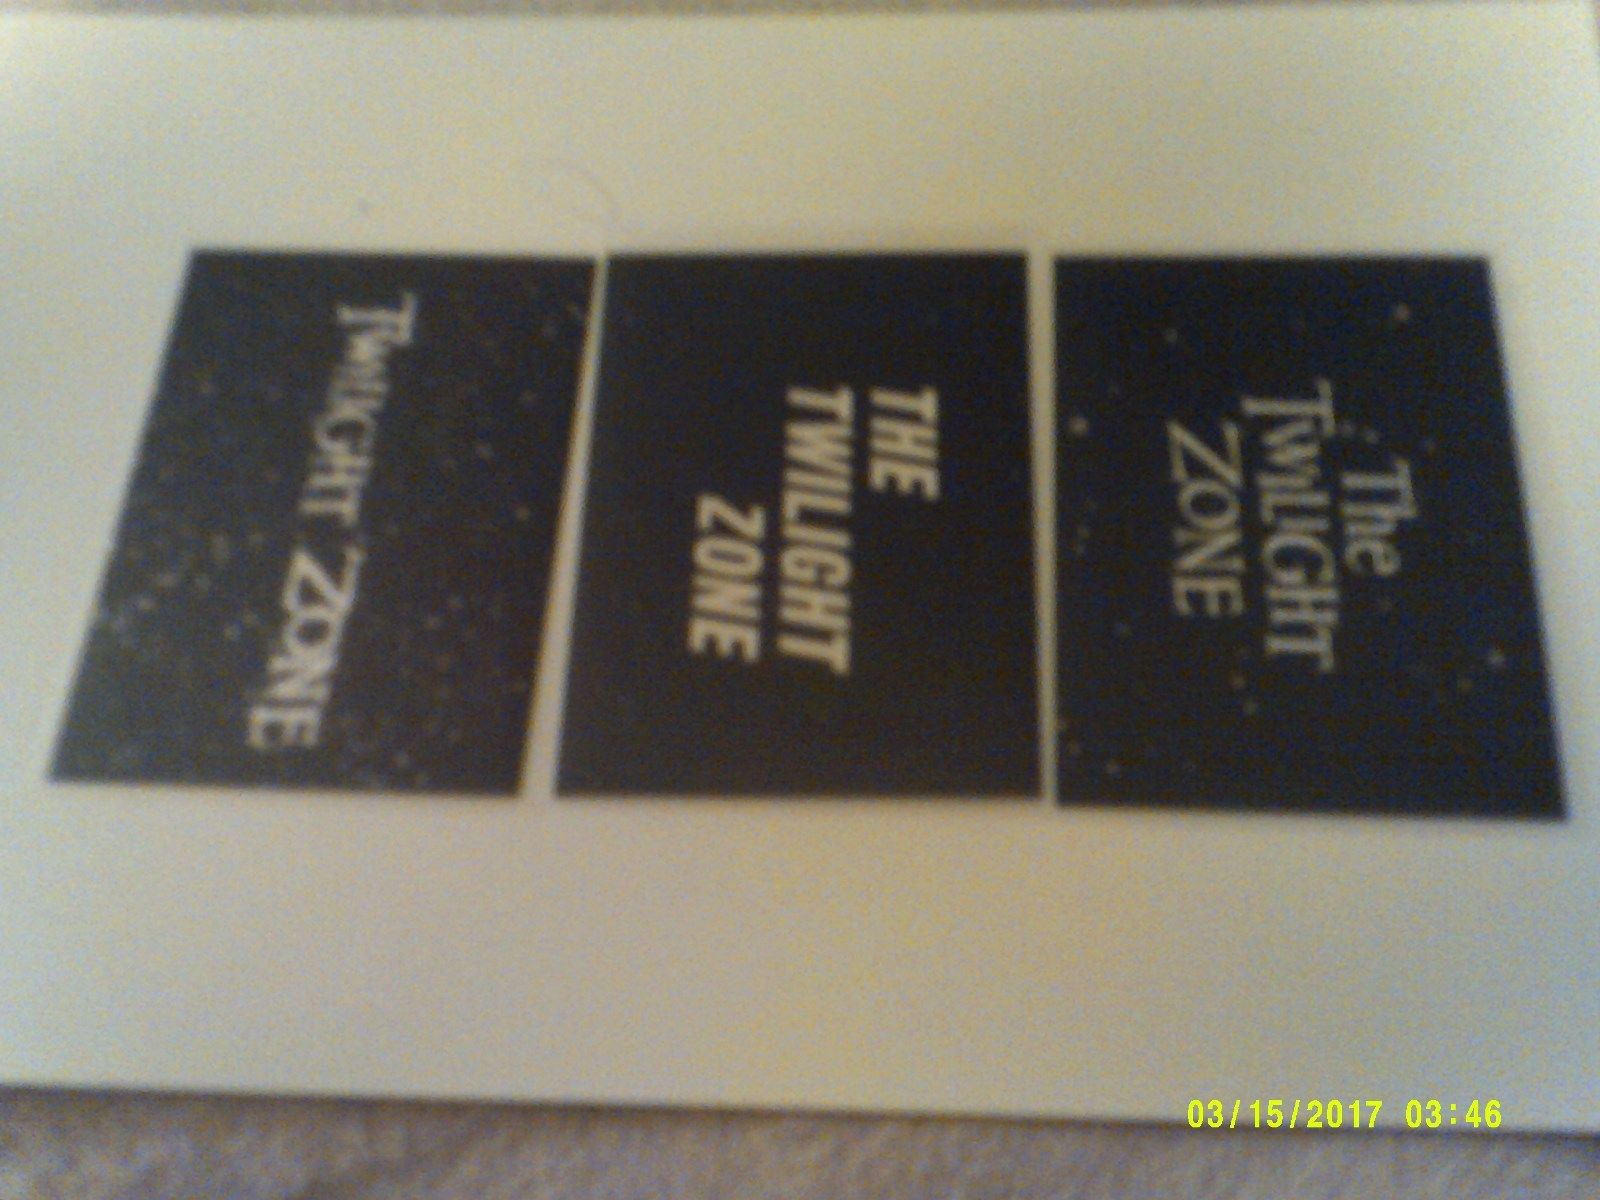 The
TWILIGHT
ZONE
THE
TWILIGHT
ZONE
TWILIGHT ZONE
03/15/2017 03:46